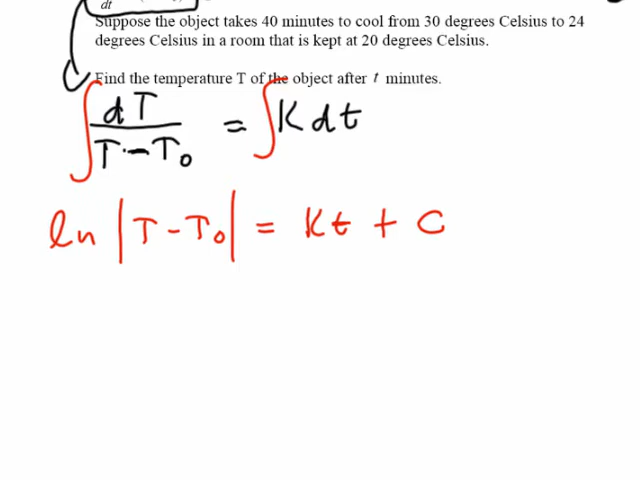 dt
Suppose the object takes 40 minutes to cool from 30 degrees Celsius to 24
degrees Celsius in a room that is kept at 20 degrees Celsius.
Find the temperature T of the object after t minutes.
∫ dT / (T - T₀) = ∫ K dt
ln |T - T₀| = Kt + C